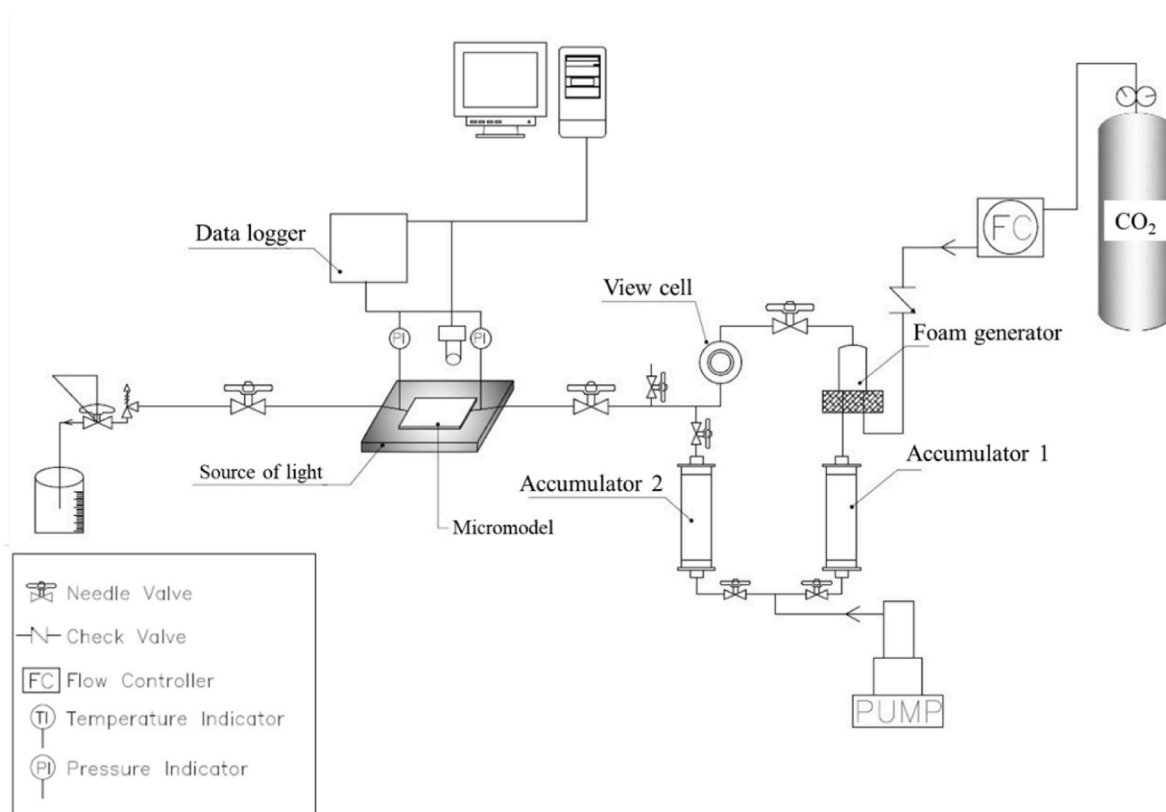 Data logger
FC
CO₂
View cell
PI
PI
Foam generator
Source of light
Accumulator 2
Accumulator 1
Micromodel
Needle Valve
Check Valve
FC Flow Controller
TI Temperature Indicator
PI Pressure Indicator
PUMP